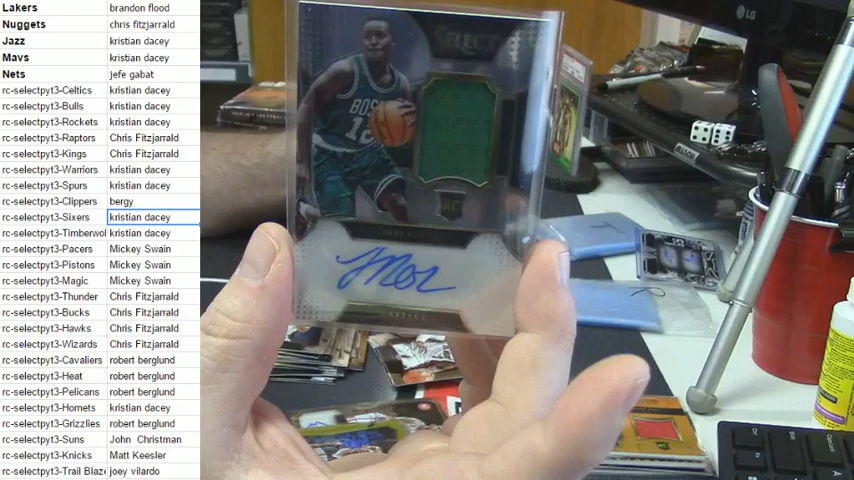 Lakers brandon flood
Nuggets chris fitzjarrald
Jazz kristian dacey
Mavs kristian dacey
Nets jefe gabat
rc-selectpyt3-Celtics kristian dacey
rc-selectpyt3-Bulls kristian dacey
rc-selectpyt3-Rockets kristian dacey
rc-selectpyt3-Raptors Chris Fitzjarrald
rc-selectpyt3-Kings Chris Fitzjarrald
rc-selectpyt3-Warriors kristian dacey
rc-selectpyt3-Spurs kristian dacey
rc-selectpyt3-Clippers bergy
rc-selectpyt3-Sixers kristian dacey
rc-selectpyt3-Timberwol kristian dacey
rc-selectpyt3-Pacers Mickey Swain
rc-selectpyt3-Pistons Mickey Swain
rc-selectpyt3-Magic Mickey Swain
rc-selectpyt3-Thunder Chris Fitzjarrald
rc-selectpyt3-Bucks Chris Fitzjarrald
rc-selectpyt3-Hawks Chris Fitzjarrald
rc-selectpyt3-Wizards Chris Fitzjarrald
rc-selectpyt3-Cavaliers robert berglund
rc-selectpyt3-Heat robert berglund
rc-selectpyt3-Pelicans robert berglund
rc-selectpyt3-Hornets kristian dacey
rc-selectpyt3-Grizzlies robert berglund
rc-selectpyt3-Suns John Christman
rc-selectpyt3-Knicks Matt Keesler
rc-selectpyt3-Trail Blaze joey vilardo
SELECT
BOS
12
RC
CELTICS
LG